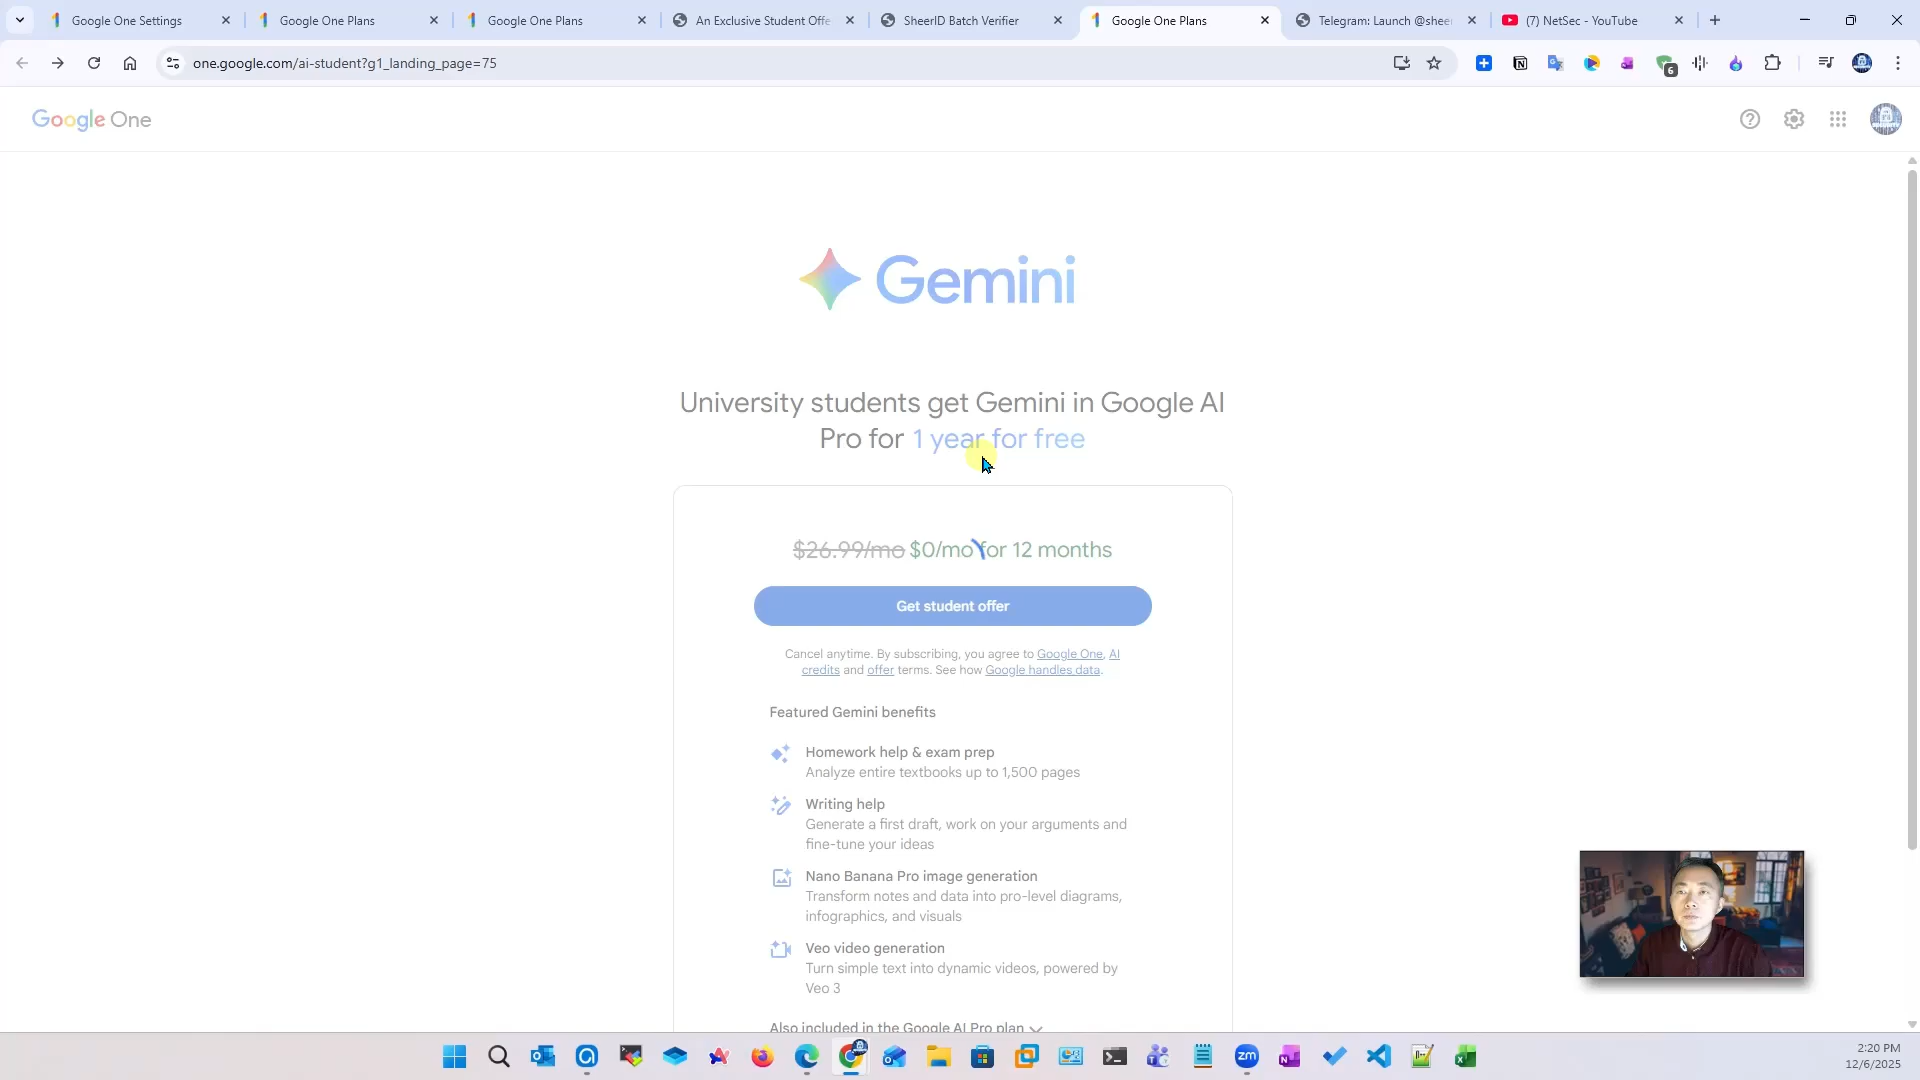 Google One Settings
Google One Plans
Google One Plans
An Exclusive Student Offe
SheerID Batch Verifier
Google One Plans
Telegram: Launch @shee
(7) NetSec - YouTube
one.google.com/ai-student?g1_landing_page=75
6
Google One
Gemini
University students get Gemini in Google AI
Pro for 1 year for free
$26.99/mo $0/mo for 12 months
Get student offer
Cancel anytime. By subscribing, you agree to Google One, AI
credits and offer terms. See how Google handles data.
Featured Gemini benefits
Homework help & exam prep
Analyze entire textbooks up to 1,500 pages
Writing help
Generate a first draft, work on your arguments and
fine-tune your ideas
Nano Banana Pro image generation
Transform notes and data into pro-level diagrams,
infographics, and visuals
Veo video generation
Turn simple text into dynamic videos, powered by
Veo 3
Also included in the Google AI Pro plan
zm
2:20 PM
12/6/2025